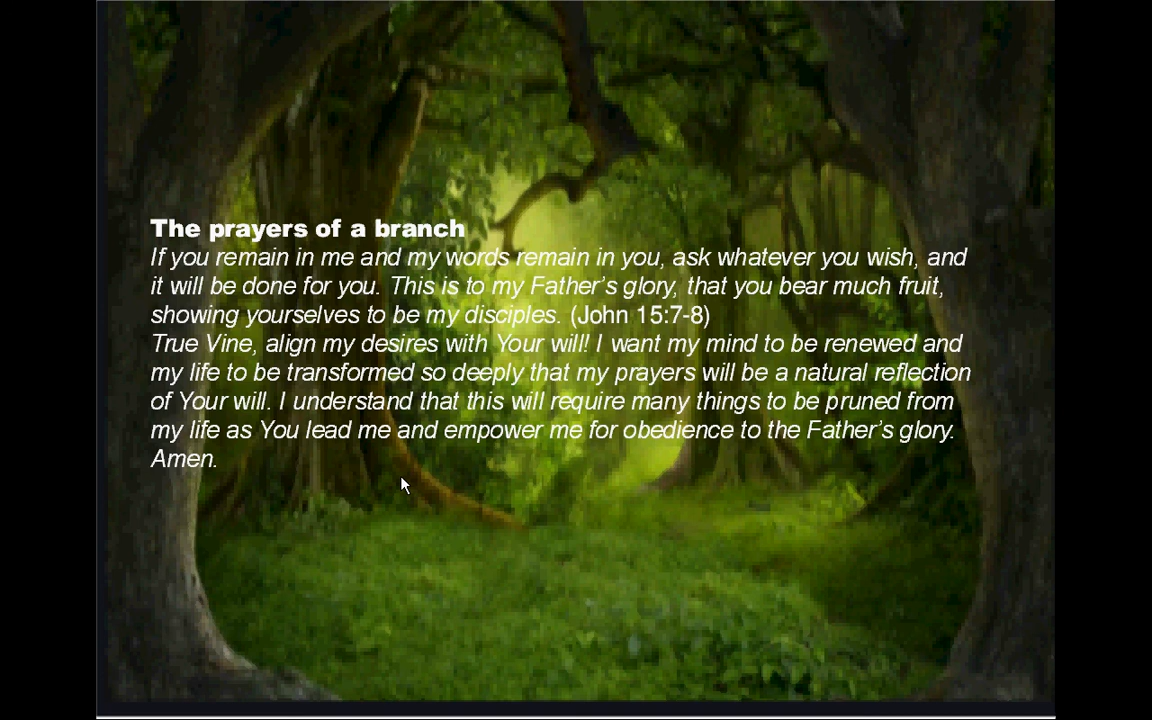 The prayers of a branch
If you remain in me and my words remain in you, ask whatever you wish, and
it will be done for you. This is to my Father’s glory, that you bear much fruit,
showing yourselves to be my disciples. (John 15:7-8)
True Vine, align my desires with Your will! I want my mind to be renewed and
my life to be transformed so deeply that my prayers will be a natural reflection
of Your will. I understand that this will require many things to be pruned from
my life as You lead me and empower me for obedience to the Father’s glory.
Amen.